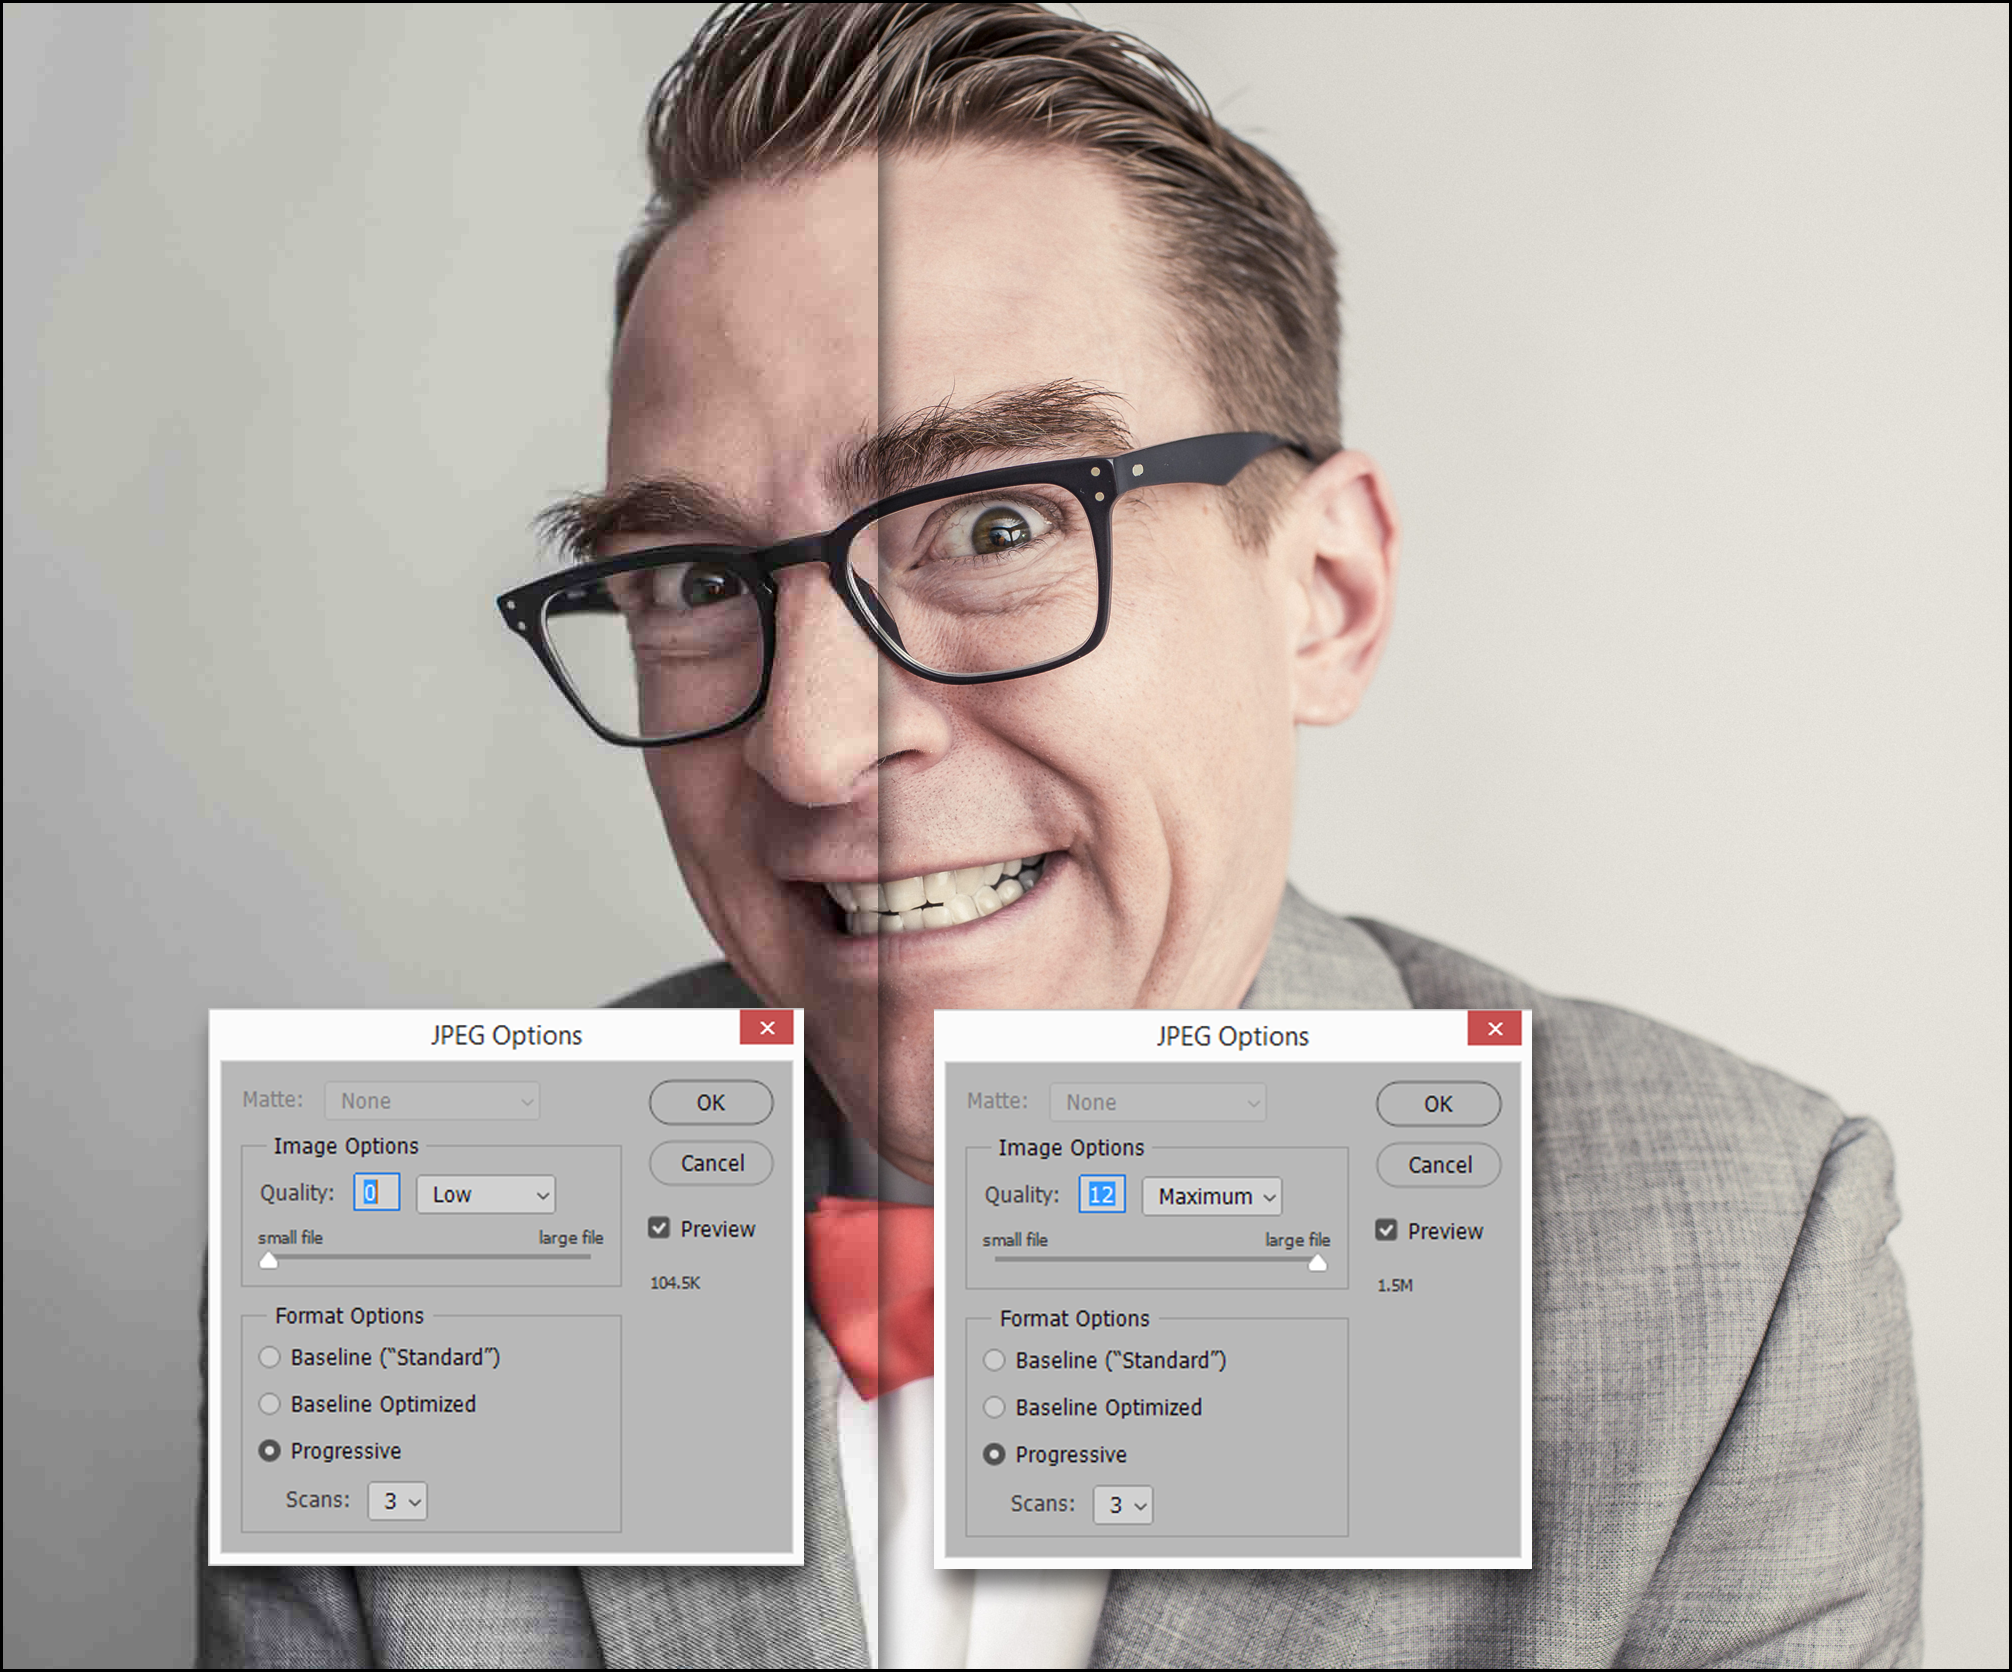 JPEG Options
Matte: None
OK
Image Options
Cancel
Quality: 0 Low
Preview
small file large file
104.5K
Format Options
Baseline (“Standard”)
Baseline Optimized
Progressive
Scans: 3
JPEG Options
Matte: None
OK
Image Options
Cancel
Quality: 12 Maximum
Preview
small file large file
1.5M
Format Options
Baseline (“Standard”)
Baseline Optimized
Progressive
Scans: 3